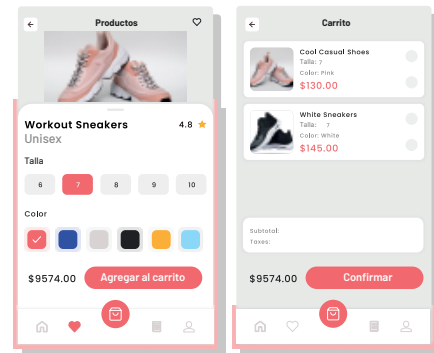 Productos
Workout Sneakers
4.8
Unisex
Talla
6 7 8 9 10
Color
$9574.00
Agregar al carrito
Carrito
Cool Casual Shoes
Talla: 7
Color: Pink
$130.00
White Sneakers
Talla: 7
Color: White
$145.00
Subtotal:
Taxes:
$9574.00
Confirmar